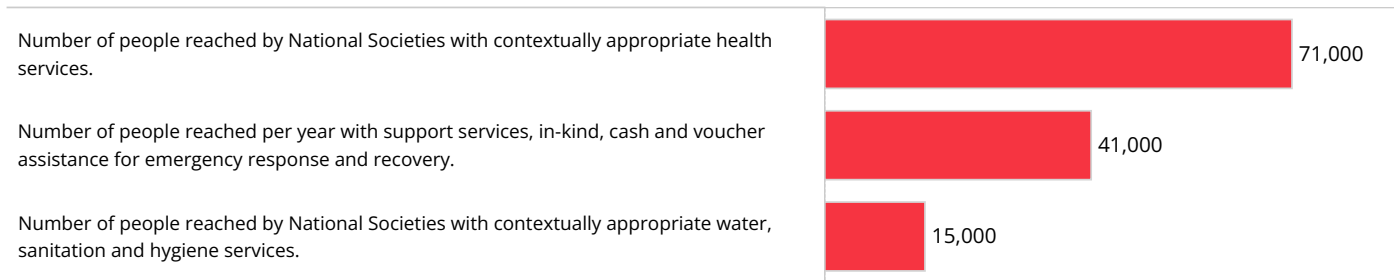 Number of people reached by National Societies with contextually appropriate health
services.
71,000
Number of people reached per year with support services, in-kind, cash and voucher
assistance for emergency response and recovery.
41,000
Number of people reached by National Societies with contextually appropriate water,
sanitation and hygiene services.
15,000